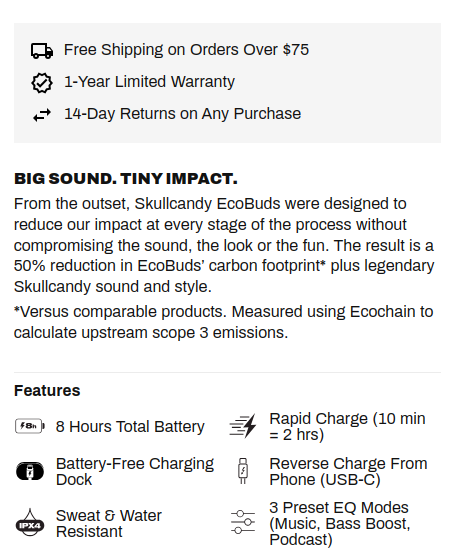 Free Shipping on Orders Over $75
1-Year Limited Warranty
14-Day Returns on Any Purchase
BIG SOUND. TINY IMPACT.
From the outset, Skullcandy EcoBuds were designed to
reduce our impact at every stage of the process without
compromising the sound, the look or the fun. The result is a
50% reduction in EcoBuds' carbon footprint* plus legendary
Skullcandy sound and style.
*Versus comparable products. Measured using Ecochain to
calculate upstream scope 3 emissions.
Features
8h
8 Hours Total Battery
Rapid Charge (10 min
= 2 hrs)
Battery-Free Charging
Dock
Reverse Charge From
Phone (USB-C)
IPX4
Sweat & Water
Resistant
3 Preset EQ Modes
(Music, Bass Boost,
Podcast)